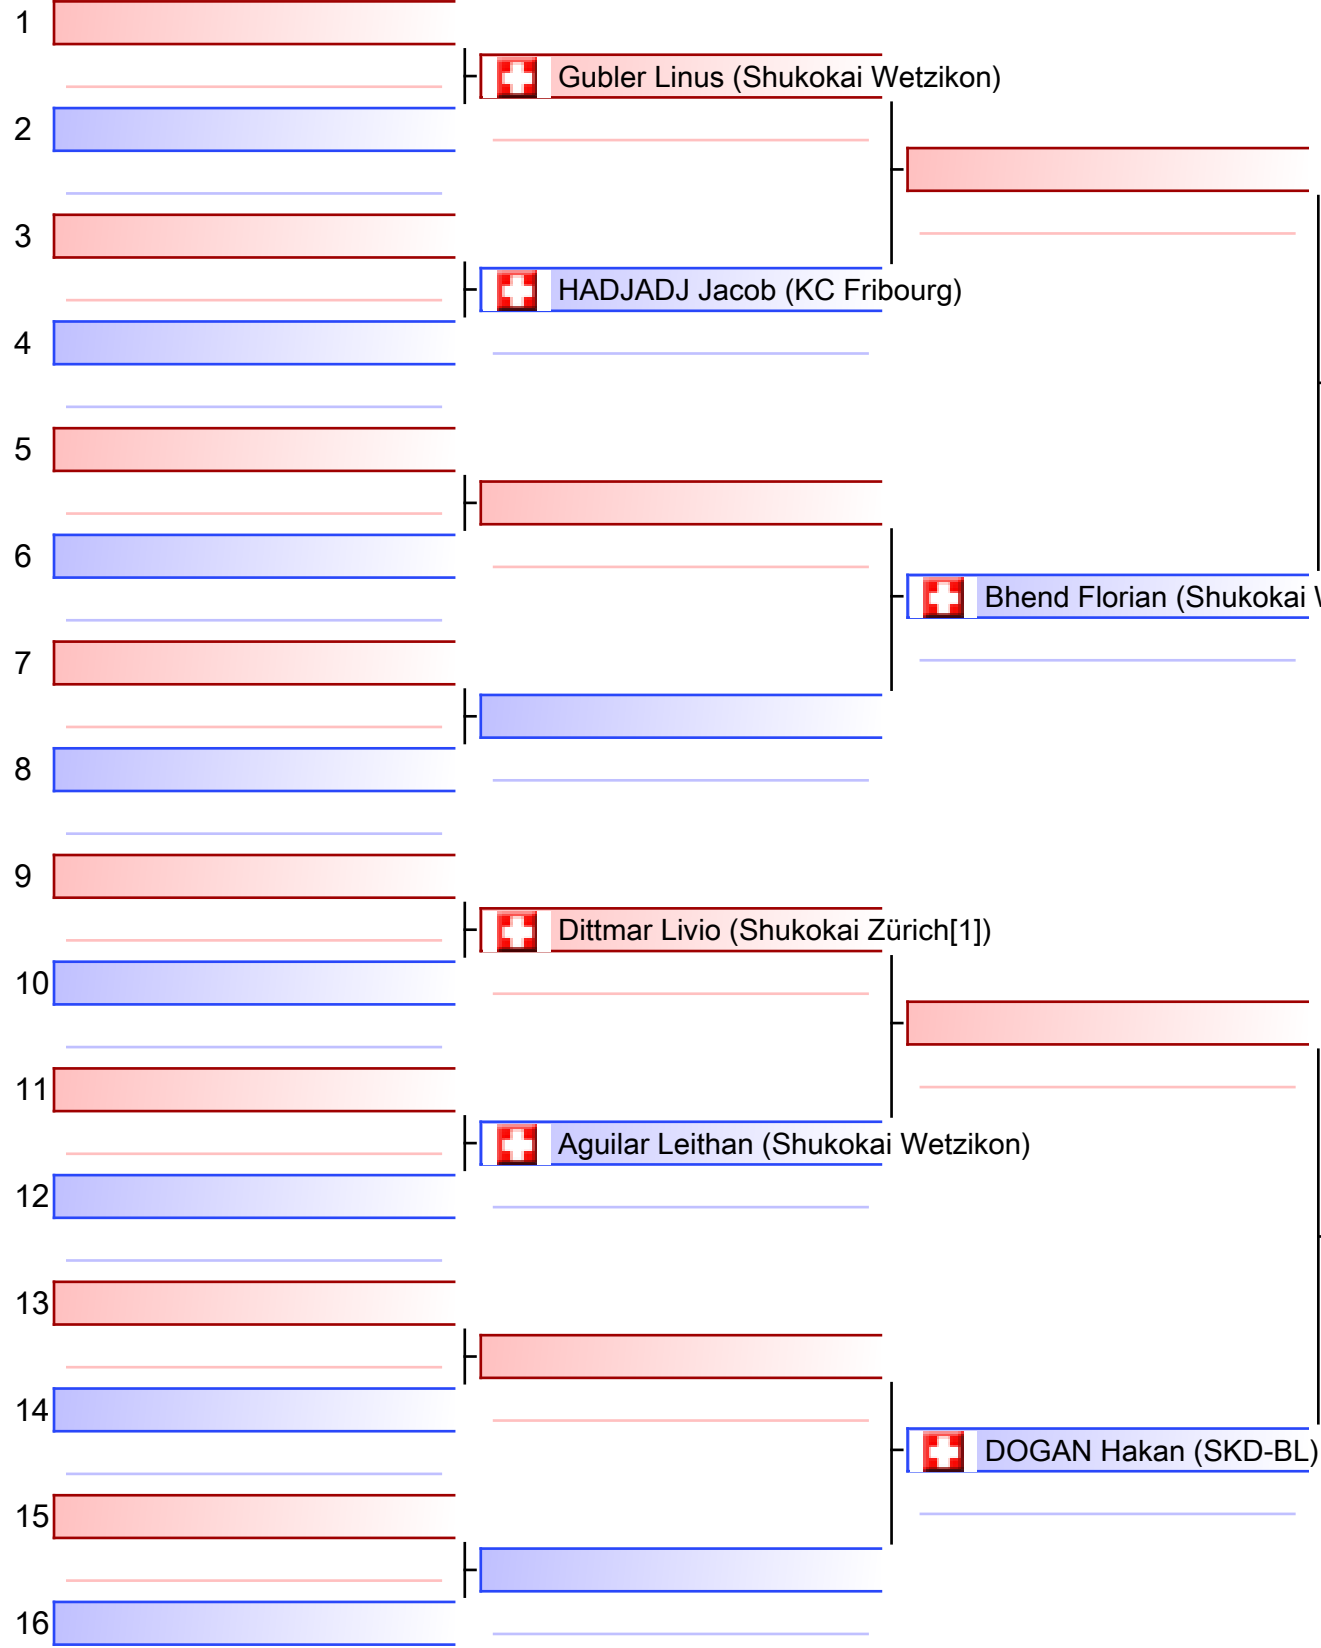 1
Gubler Linus (Shukokai Wetzikon)
2
3
HADJADJ Jacob (KC Fribourg)
4
5
6
Bhend Florian (Shukokai
7
8
9
Dittmar Livio (Shukokai Zürich[1])
10
11
Aguilar Leithan (Shukokai Wetzikon)
12
13
14
DOGAN Hakan (SKD-BL)
15
16